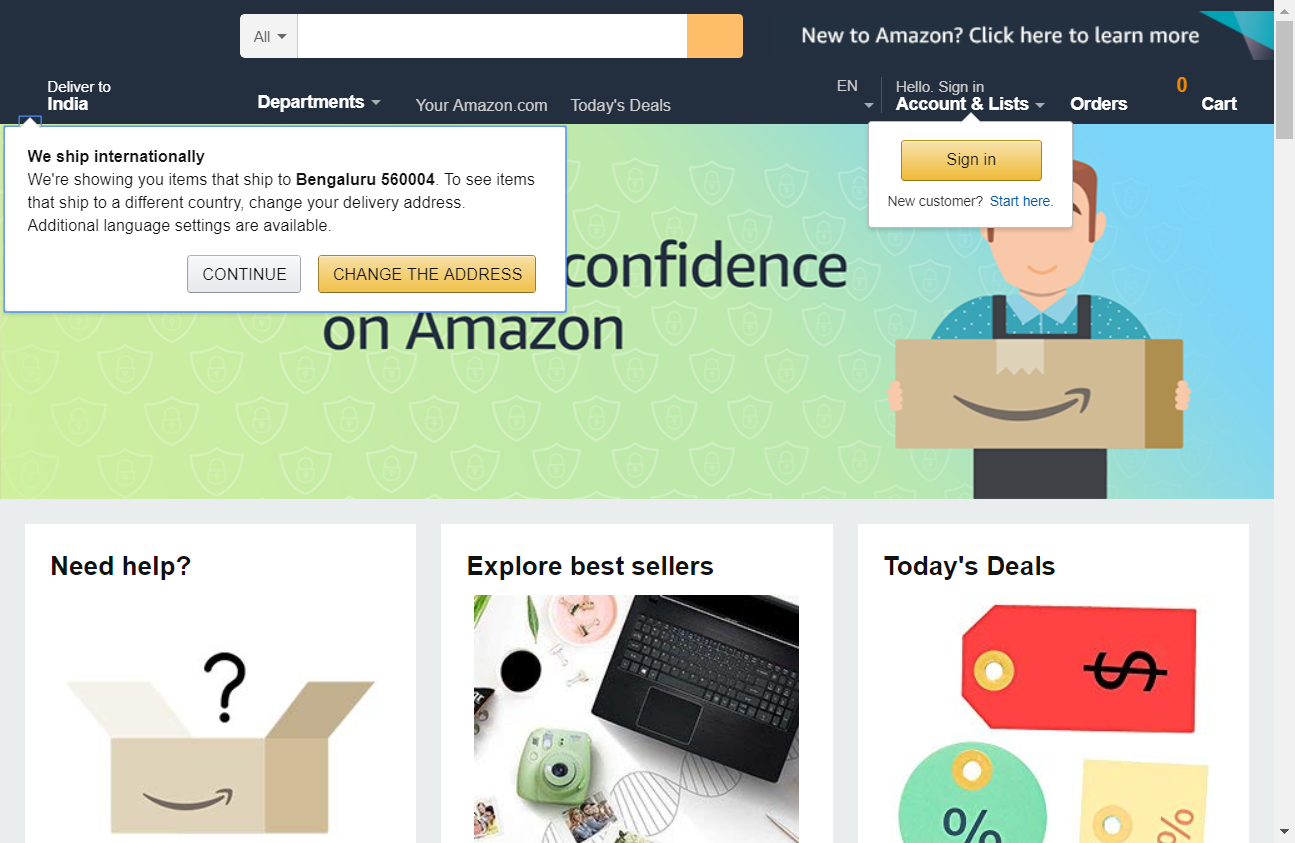 All
New to Amazon? Click here to learn more
Deliver to
India
Departments
Your Amazon.com
Today's Deals
EN
Hello. Sign in
Account & Lists
Orders
0
Cart
We ship internationally
We're showing you items that ship to Bengaluru 560004. To see items
that ship to a different country, change your delivery address.
Additional language settings are available.
CONTINUE
CHANGE THE ADDRESS
Sign in
New customer? Start here.
confidence
on Amazon
Need help?
?
Explore best sellers
Today's Deals
$
%
%